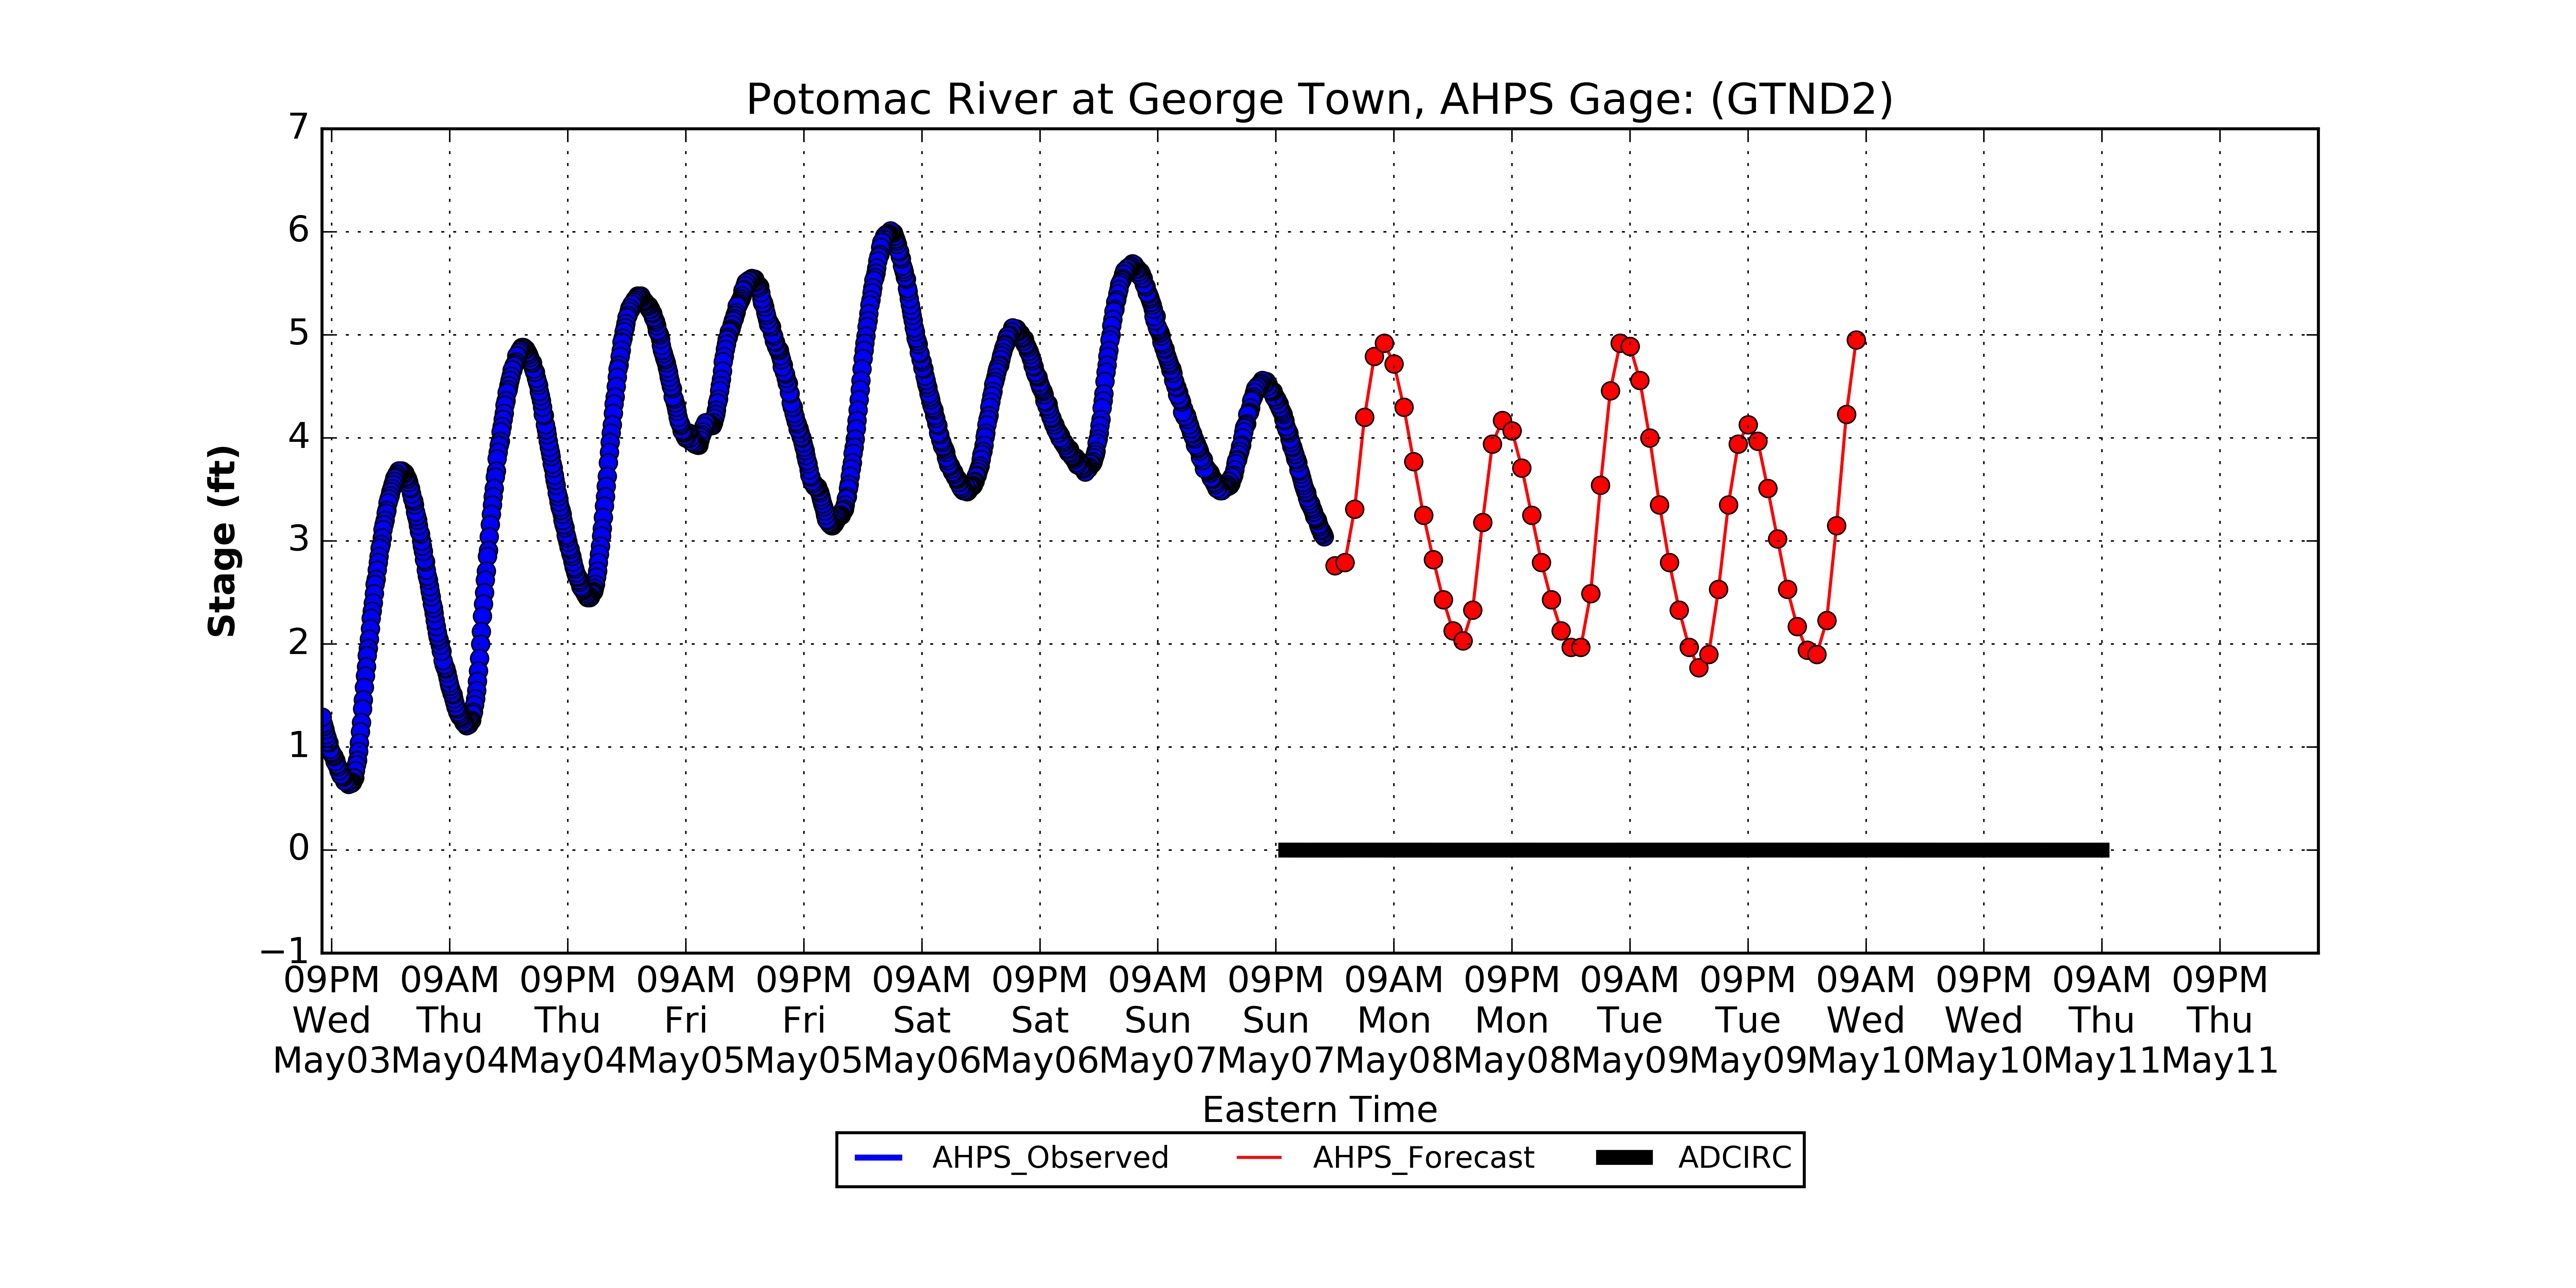 Potomac River at George Town, AHPS Gage: (GTND2)
7
6
5
4
3
2
1
0
−1
Stage (ft)
09PM 09AM 09PM 09AM 09PM 09AM 09PM 09AM 09PM 09AM 09PM 09AM 09PM 09AM 09PM 09AM 09PM
Wed Thu Thu Fri Fri Sat Sat Sun Sun Mon Mon Tue Tue Wed Wed Thu Thu
May03 May04 May04 May05 May05 May06 May06 May07 May07 May08 May08 May09 May09 May10 May10 May11 May11
Eastern Time
AHPS_Observed AHPS_Forecast ADCIRC